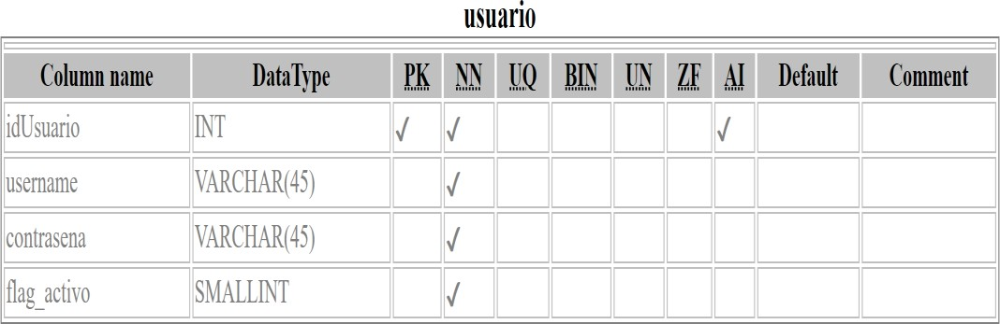 usuario
Column name DataType PK NN UQ BIN UN ZF AI Default Comment
idUsuario INT ✓ ✓ ✓
username VARCHAR(45) ✓
contrasena VARCHAR(45) ✓
flag_activo SMALLINT ✓